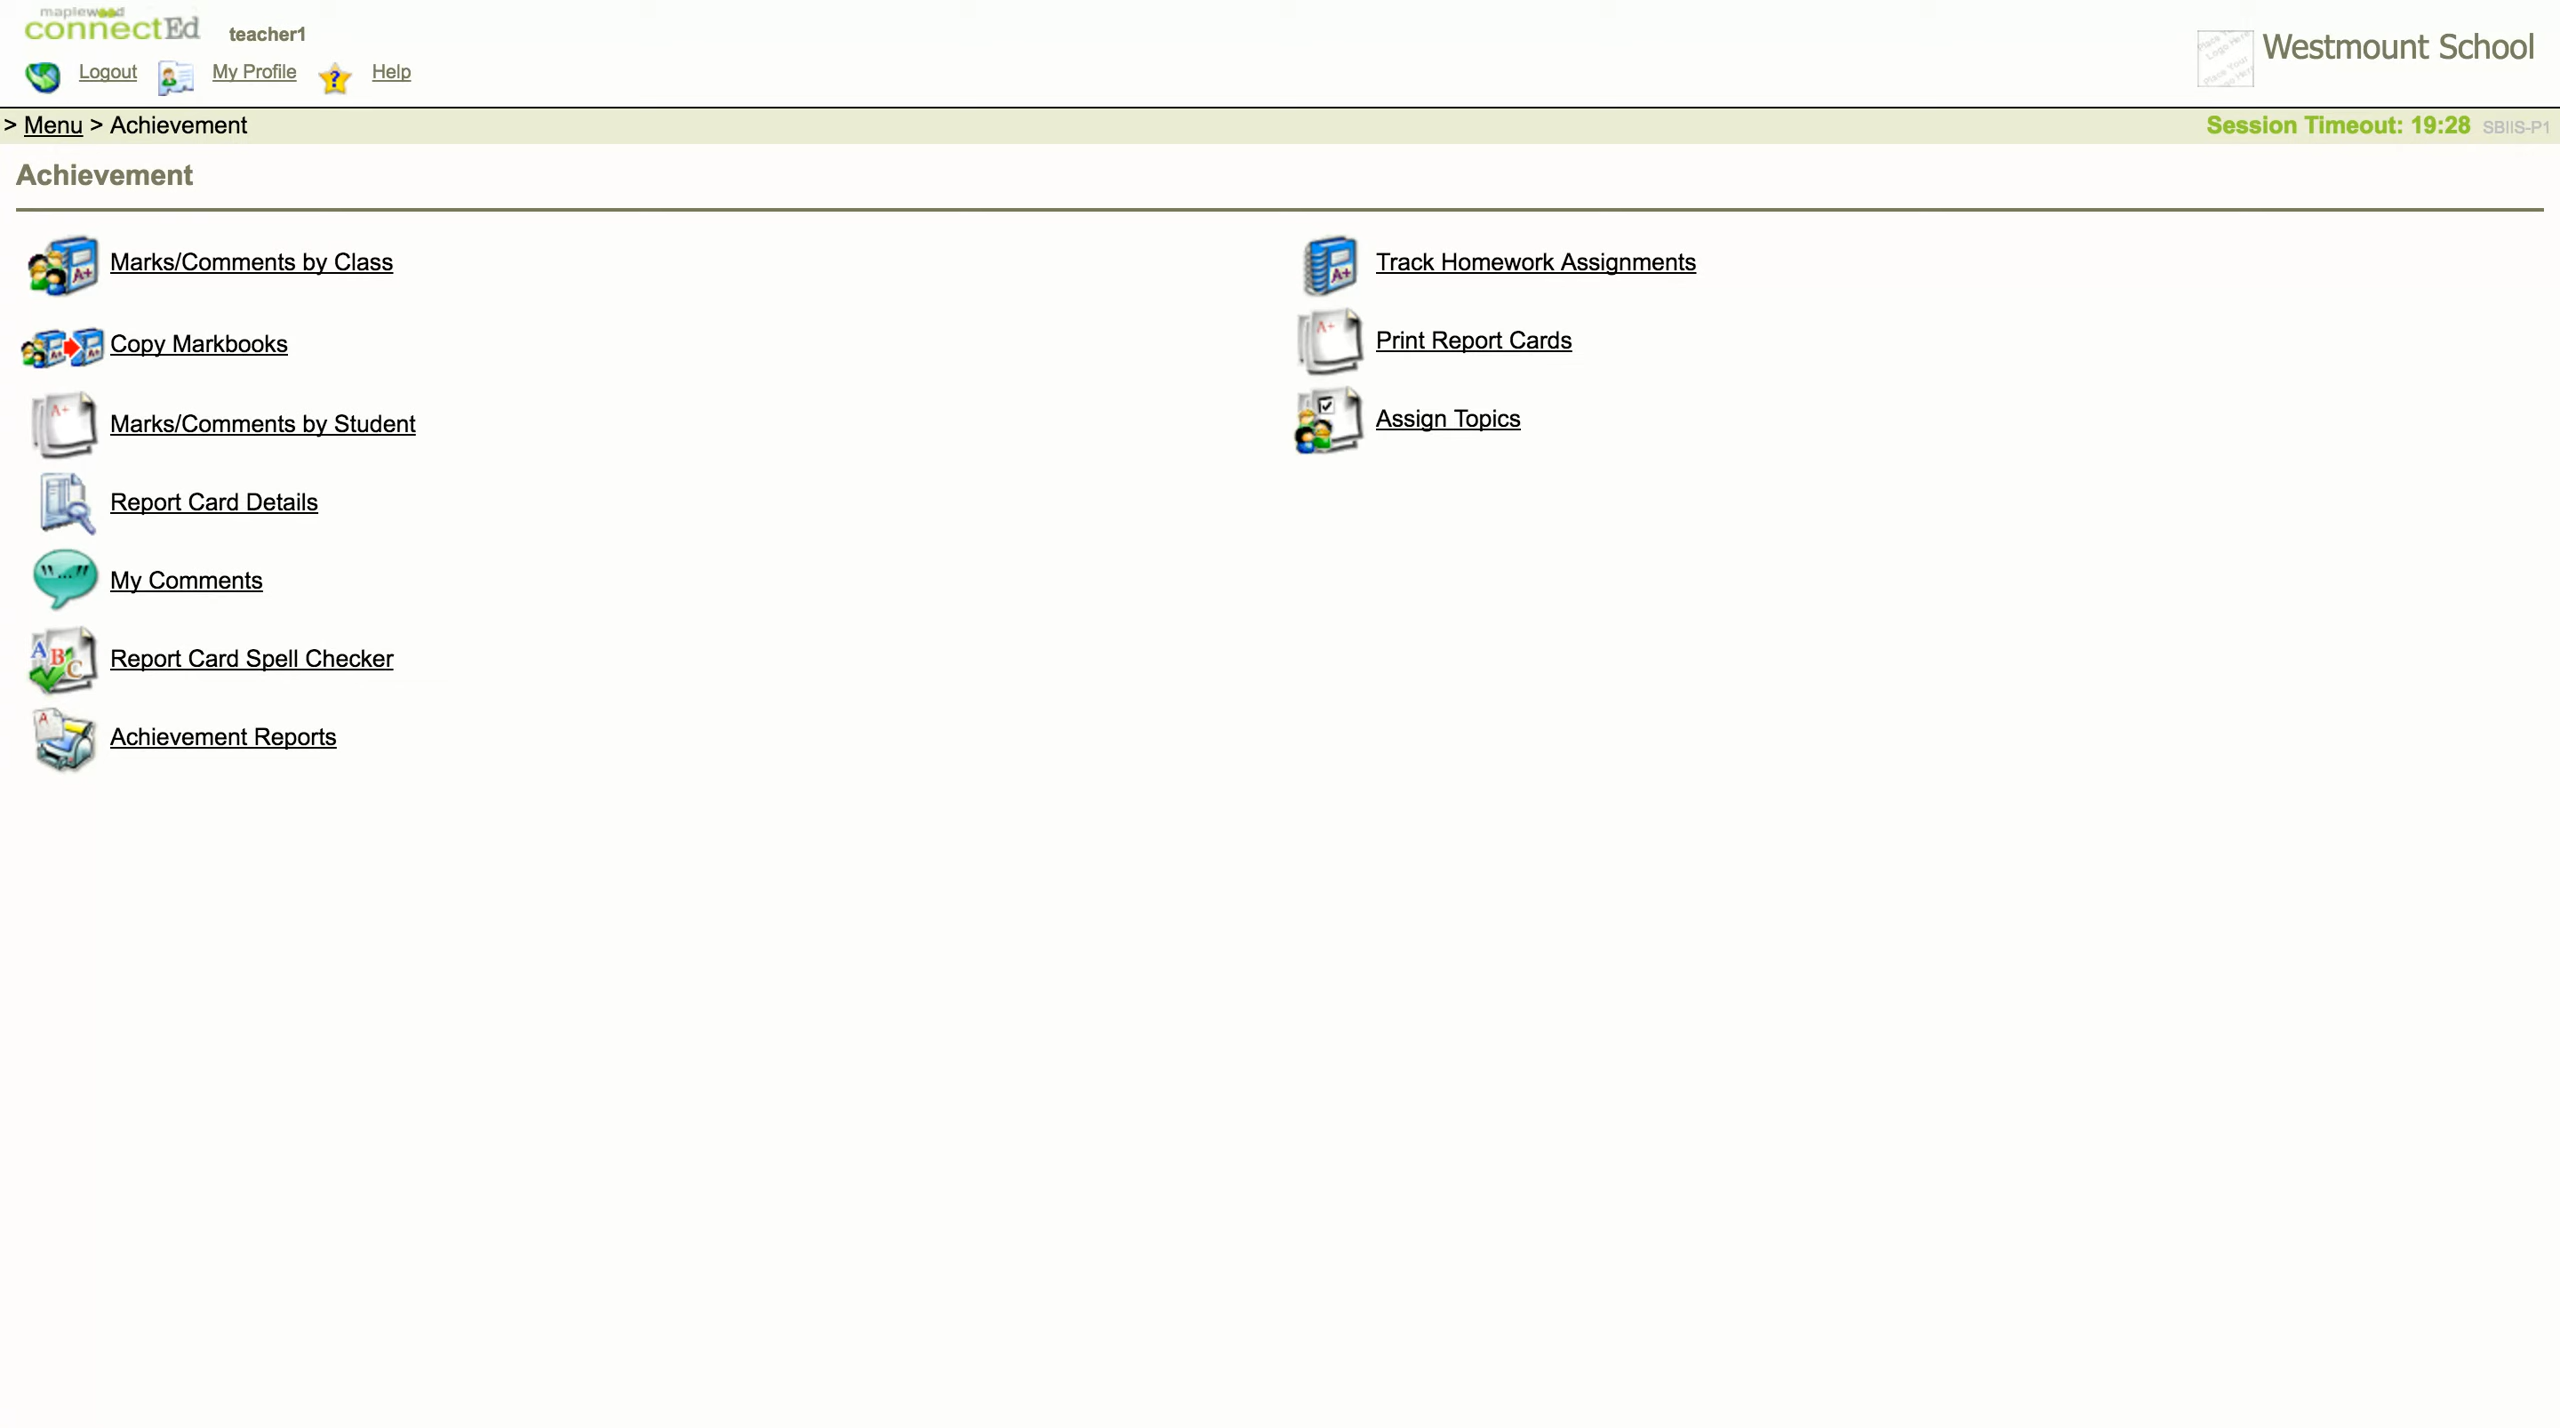 maplewood
connectEd teacher1
Logout My Profile Help
Westmount School
> Menu > Achievement
Session Timeout: 19:28 SBIIS-P1
Achievement
Marks/Comments by Class
Copy Markbooks
Marks/Comments by Student
Report Card Details
My Comments
Report Card Spell Checker
Achievement Reports
Track Homework Assignments
Print Report Cards
Assign Topics